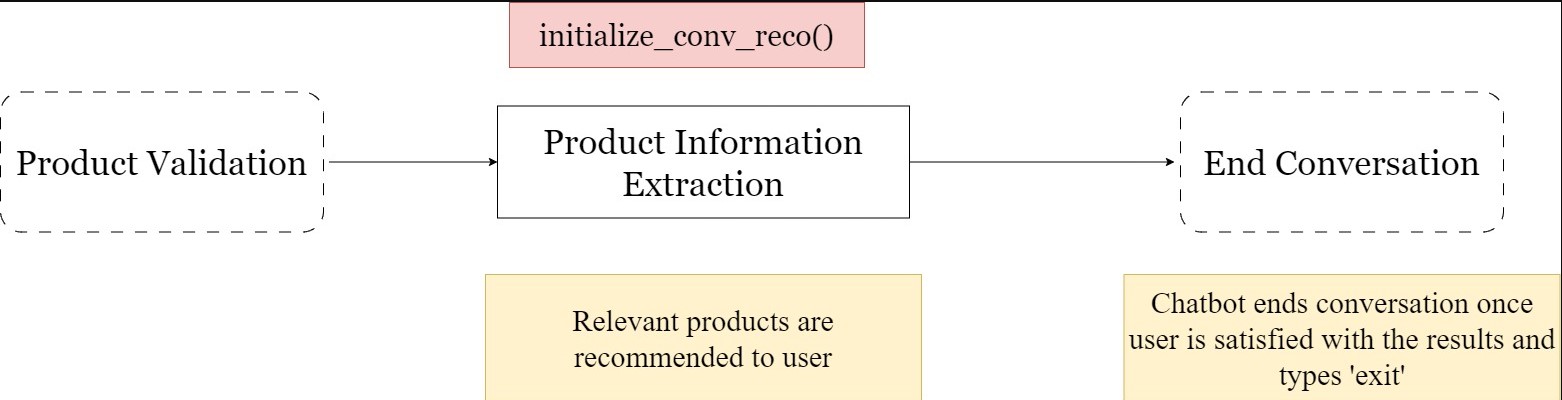 initialize_conv_reco()
Product Validation
Product Information
Extraction
End Conversation
Relevant products are
recommended to user
Chatbot ends conversation once
user is satisfied with the results and
types 'exit'